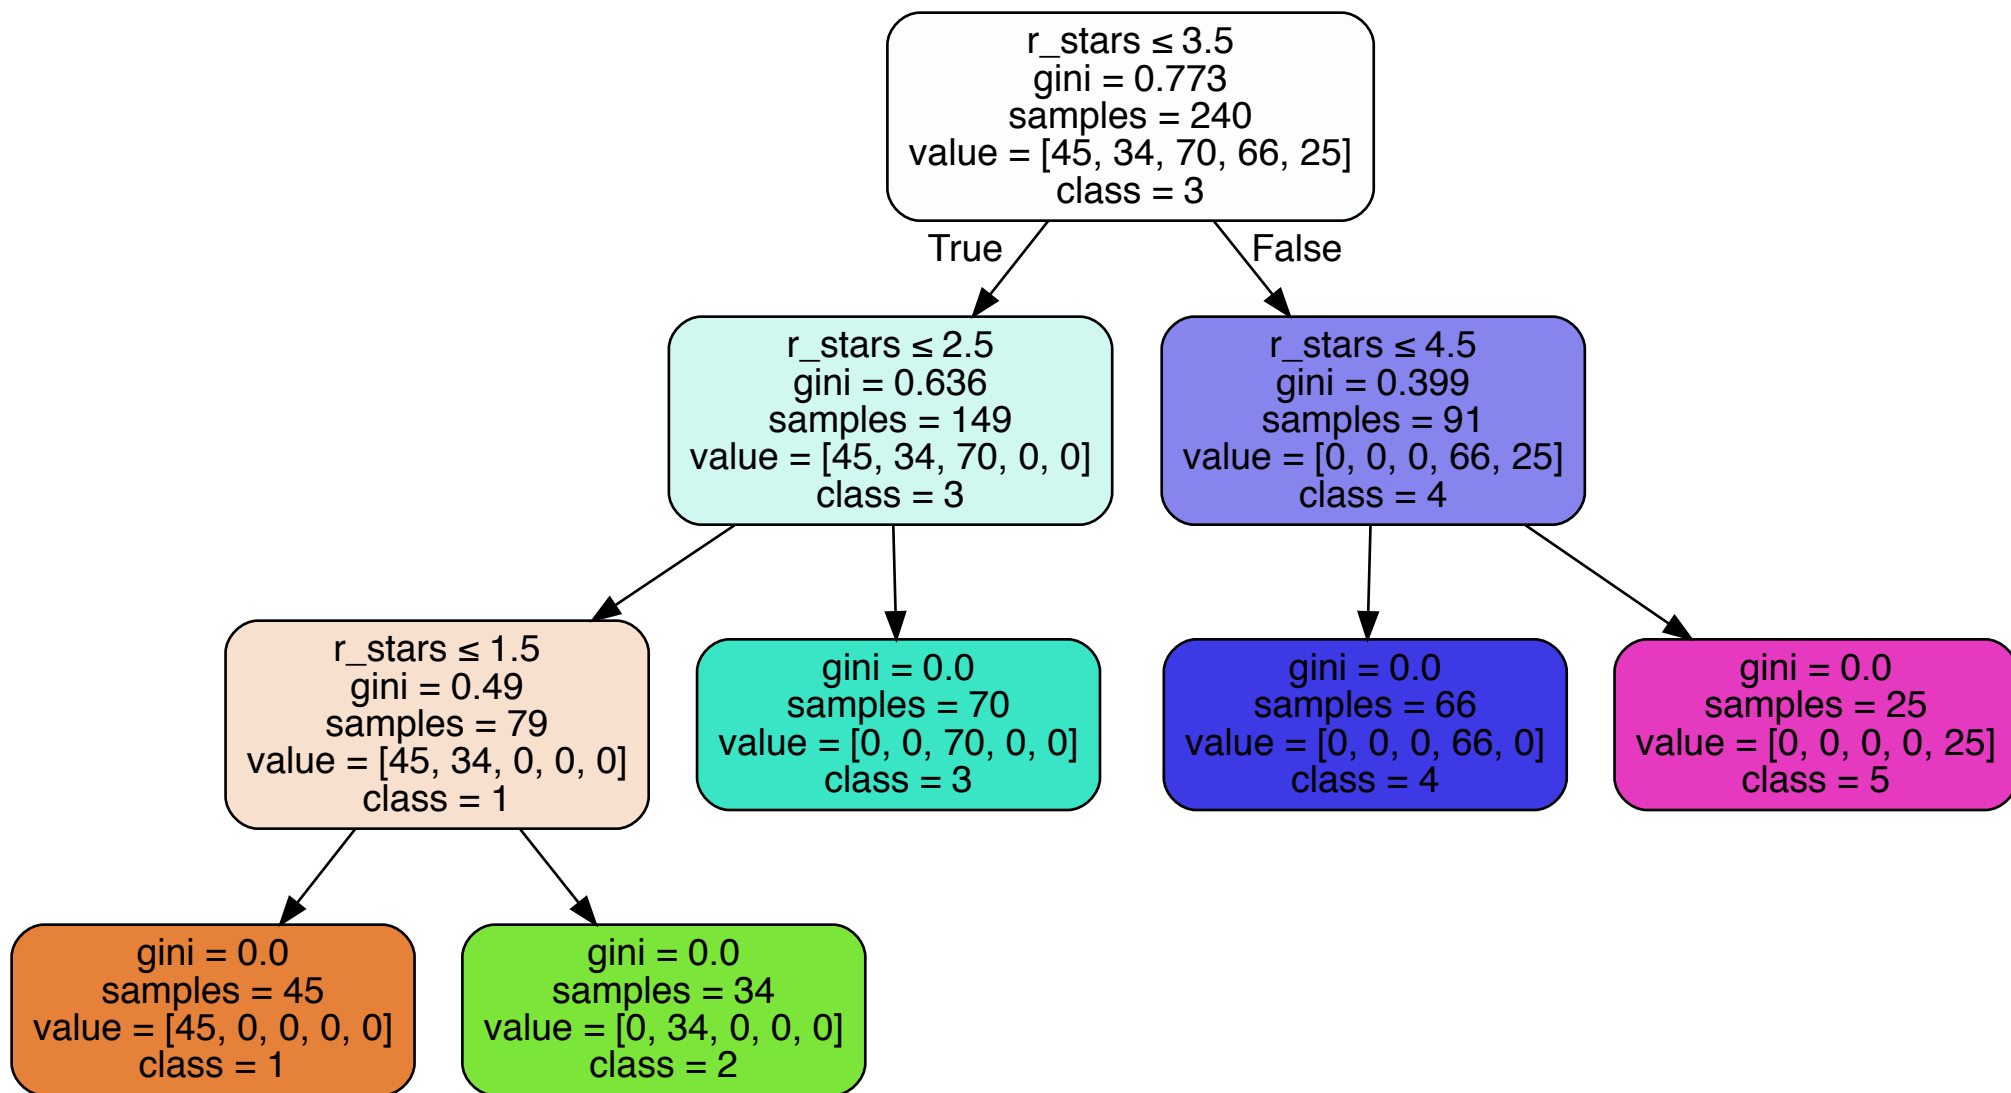 r_stars ≤ 3.5
gini = 0.773
samples = 240
value = [45, 34, 70, 66, 25]
class = 3
True
False
r_stars ≤ 2.5
gini = 0.636
samples = 149
value = [45, 34, 70, 0, 0]
class = 3
r_stars ≤ 4.5
gini = 0.399
samples = 91
value = [0, 0, 0, 66, 25]
class = 4
r_stars ≤ 1.5
gini = 0.49
samples = 79
value = [45, 34, 0, 0, 0]
class = 1
gini = 0.0
samples = 70
value = [0, 0, 70, 0, 0]
class = 3
gini = 0.0
samples = 66
value = [0, 0, 0, 66, 0]
class = 4
gini = 0.0
samples = 25
value = [0, 0, 0, 0, 25]
class = 5
gini = 0.0
samples = 45
value = [45, 0, 0, 0, 0]
class = 1
gini = 0.0
samples = 34
value = [0, 34, 0, 0, 0]
class = 2